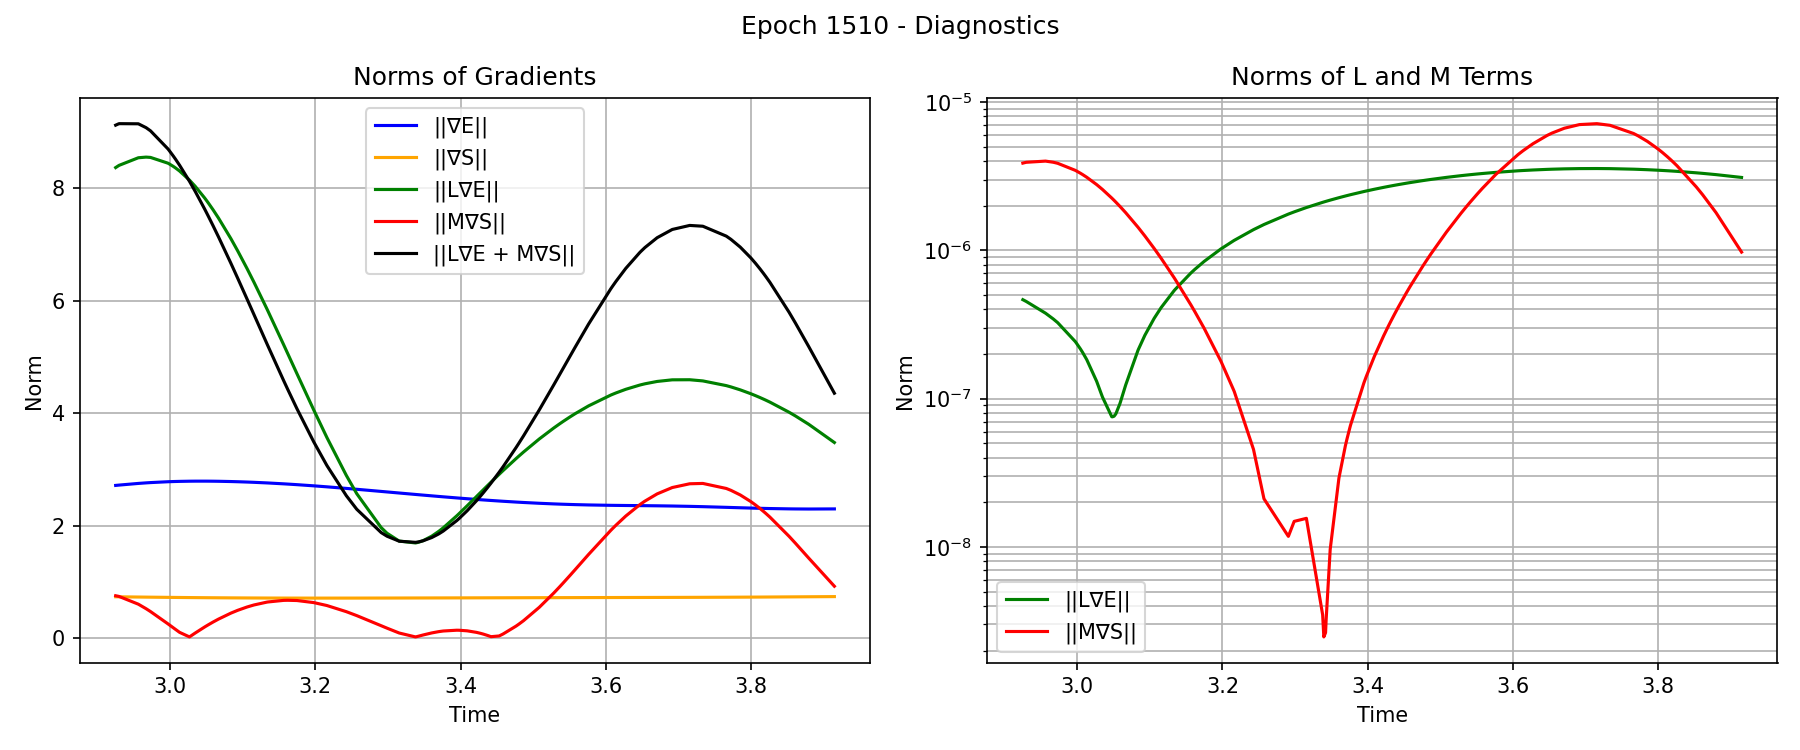 Epoch 1510 - Diagnostics
Norms of Gradients
||∇E||
||∇S||
||L∇E||
||M∇S||
||L∇E + M∇S||
8
6
4
2
0
Norm
3.0 3.2 3.4 3.6 3.8
Time
Norms of L and M Terms
10⁻⁵
10⁻⁶
10⁻⁷
10⁻⁸
Norm
||L∇E||
||M∇S||
3.0 3.2 3.4 3.6 3.8
Time